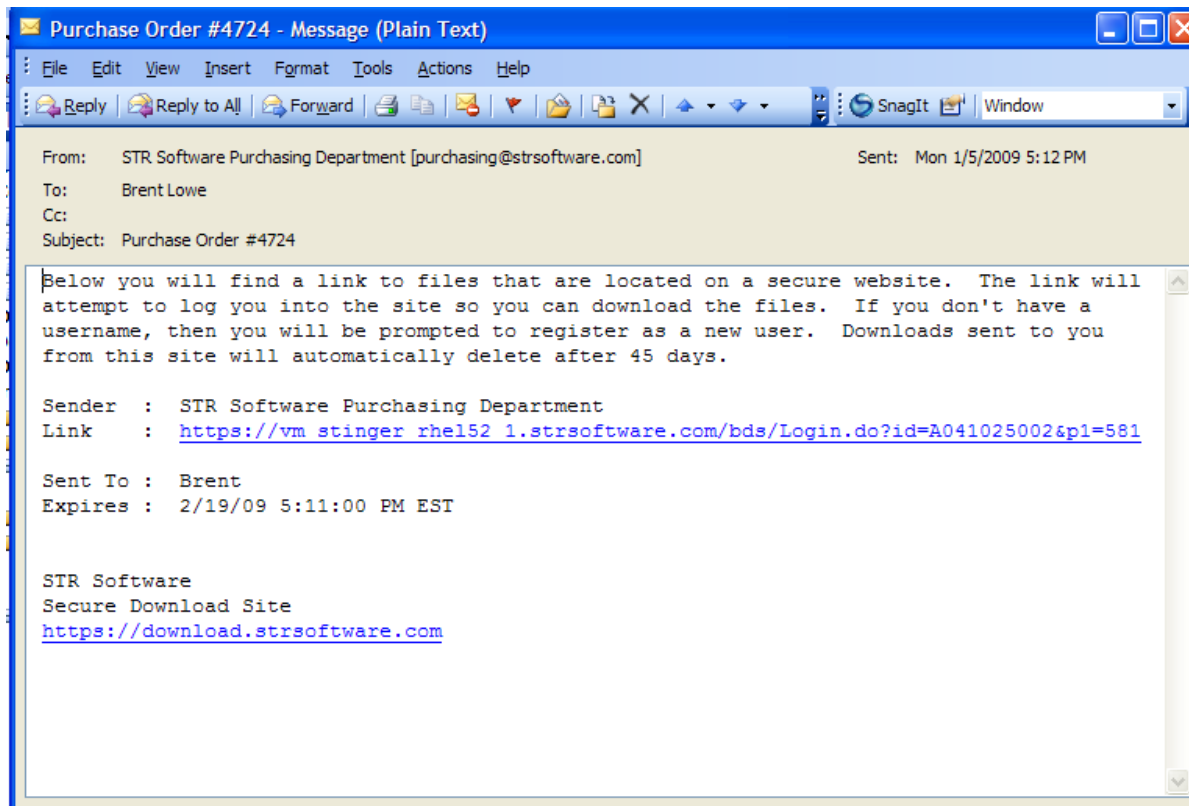 Purchase Order #4724 - Message (Plain Text)
File Edit View Insert Format Tools Actions Help
Reply Reply to All Forward SnagIt Window
From: STR Software Purchasing Department [purchasing@strsoftware.com] Sent: Mon 1/5/2009 5:12 PM
To: Brent Lowe
Cc:
Subject: Purchase Order #4724
Below you will find a link to files that are located on a secure website. The link will
attempt to log you into the site so you can download the files. If you don't have a
username, then you will be prompted to register as a new user. Downloads sent to you
from this site will automatically delete after 45 days.
Sender : STR Software Purchasing Department
Link : https://vm_stinger_rhel52_1.strsoftware.com/bds/Login.do?id=A041025002&p1=581
Sent To : Brent
Expires : 2/19/09 5:11:00 PM EST
STR Software
Secure Download Site
https://download.strsoftware.com